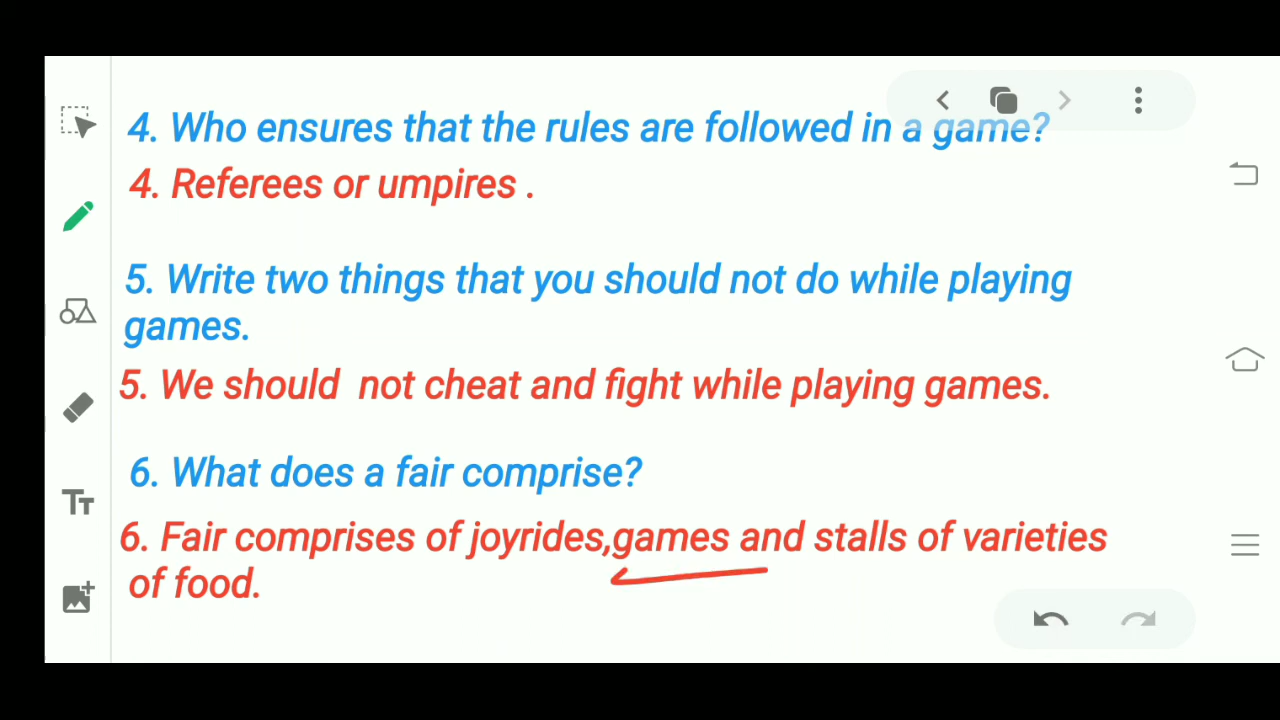 4. Who ensures that the rules are followed in a game?
4. Referees or umpires .
5. Write two things that you should not do while playing
games.
5. We should not cheat and fight while playing games.
6. What does a fair comprise?
6. Fair comprises of joyrides,games and stalls of varieties
of food.
TT